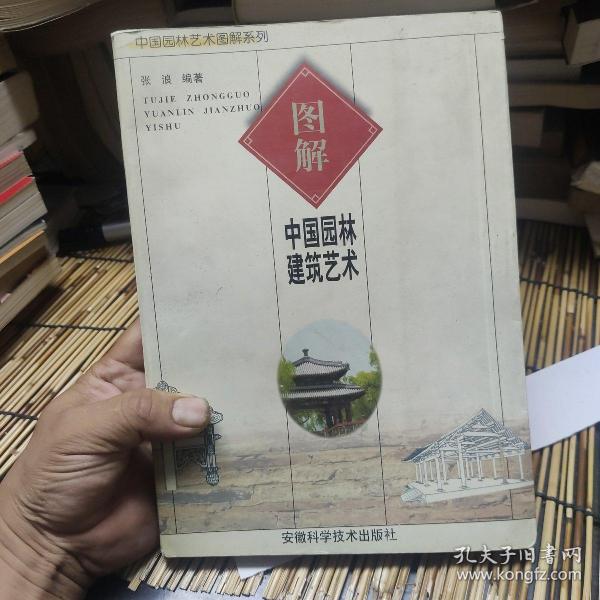 中国园林艺术图解系列
张 浪 编著
TUJIE ZHONGGUO
YUANLIN JIANZHUO
YISHU
图
解
中国园林
建筑艺术
安徽科学技术出版社
孔夫子旧书网
www.kongfz.com